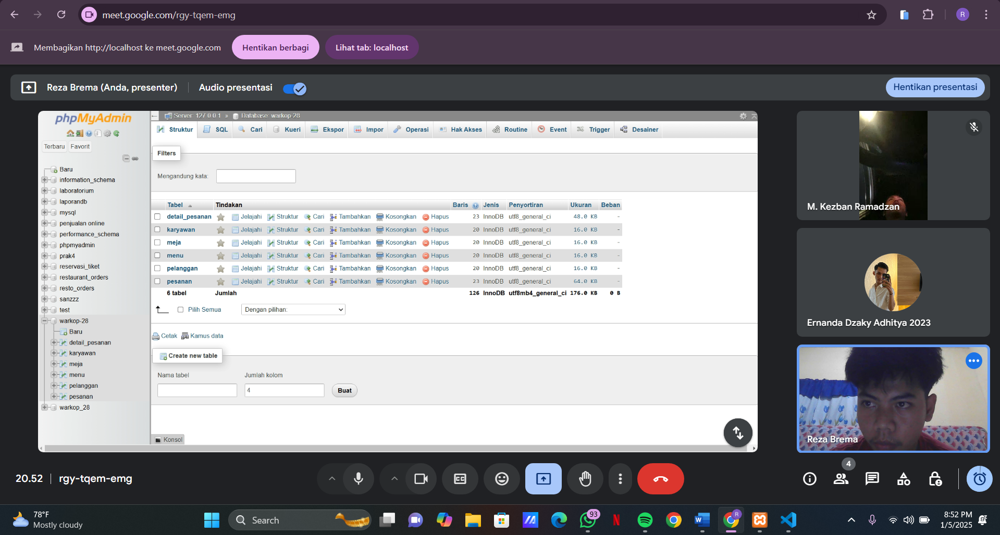 meet.google.com/rgy-tqem-emg
R
Membagikan http://localhost ke meet.google.com
Hentikan berbagi
Lihat tab: localhost
Reza Brema (Anda, presenter)
Audio presentasi
Hentikan presentasi
phpMyAdmin
Terbaru Favorit
Baru
information_schema
laboratorium
laporandb
mysql
penjualan online
performance_schema
phpmyadmin
prak4
reservasi_tiket
restaurant_orders
resto_orders
sanzzz
test
warkop-28
Baru
detail_pesanan
karyawan
meja
menu
pelanggan
pesanan
warkop_28
Server: 127.0.0.1 » Database: warkop-28
Struktur SQL Cari Kueri Ekspor Impor Operasi Hak Akses Routine Event Trigger Desainer
Filters
Mengandung kata:
Tabel Tindakan Baris Jenis Penyortiran Ukuran Beban
detail_pesanan Jelajahi Struktur Cari Tambahkan Kosongkan Hapus 23 InnoDB utf8_general_ci 48.0 KB -
karyawan Jelajahi Struktur Cari Tambahkan Kosongkan Hapus 20 InnoDB utf8_general_ci 16.0 KB -
meja Jelajahi Struktur Cari Tambahkan Kosongkan Hapus 20 InnoDB utf8_general_ci 16.0 KB -
menu Jelajahi Struktur Cari Tambahkan Kosongkan Hapus 20 InnoDB utf8_general_ci 16.0 KB -
pelanggan Jelajahi Struktur Cari Tambahkan Kosongkan Hapus 20 InnoDB utf8_general_ci 16.0 KB -
pesanan Jelajahi Struktur Cari Tambahkan Kosongkan Hapus 23 InnoDB utf8_general_ci 64.0 KB -
6 tabel Jumlah 126 InnoDB utf8mb4_general_ci 176.0 KB 0 B
Pilih Semua Dengan pilihan:
Cetak Kamus data
Create new table
Nama tabel Jumlah kolom
4 Buat
Konsol
M. Kezban Ramadzan
Ernanda Dzaky Adhitya 2023
Reza Brema
20.52 rgy-tqem-emg
4
78°F
Mostly cloudy
Search
93
R
8:52 PM
1/5/2025